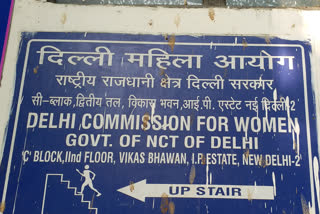 दिल्ली महिला आयोग
राष्ट्रीय राजधानी क्षेत्र दिल्ली सरकार
सी-ब्लाक,द्वितीय तल, विकास भवन,आई.पी. एस्टेट नई दिल्ली-2
DELHI COMMISSION FOR WOMEN
GOVT. OF NCT OF DELHI
'C' BLOCK, IInd FLOOR, VIKAS BHAWAN, I.P. ESTATE, NEW DELHI-2
UP STAIR